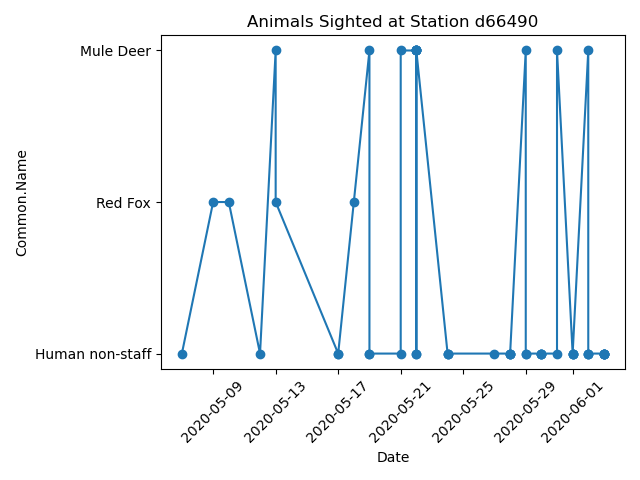 Animals Sighted at Station d66490
Mule Deer
Red Fox
Human non-staff
Common.Name
2020-05-09
2020-05-13
2020-05-17
2020-05-21
2020-05-25
2020-05-29
2020-06-01
Date